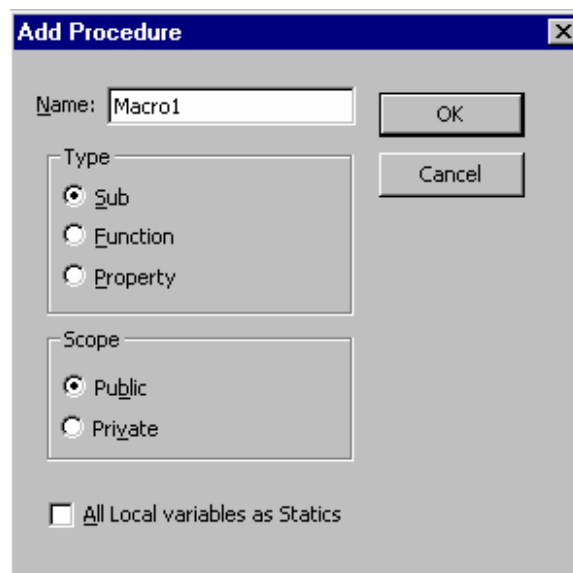 Add Procedure
Name: Macro1
OK
Cancel
Type
Sub
Function
Property
Scope
Public
Private
All Local variables as Statics